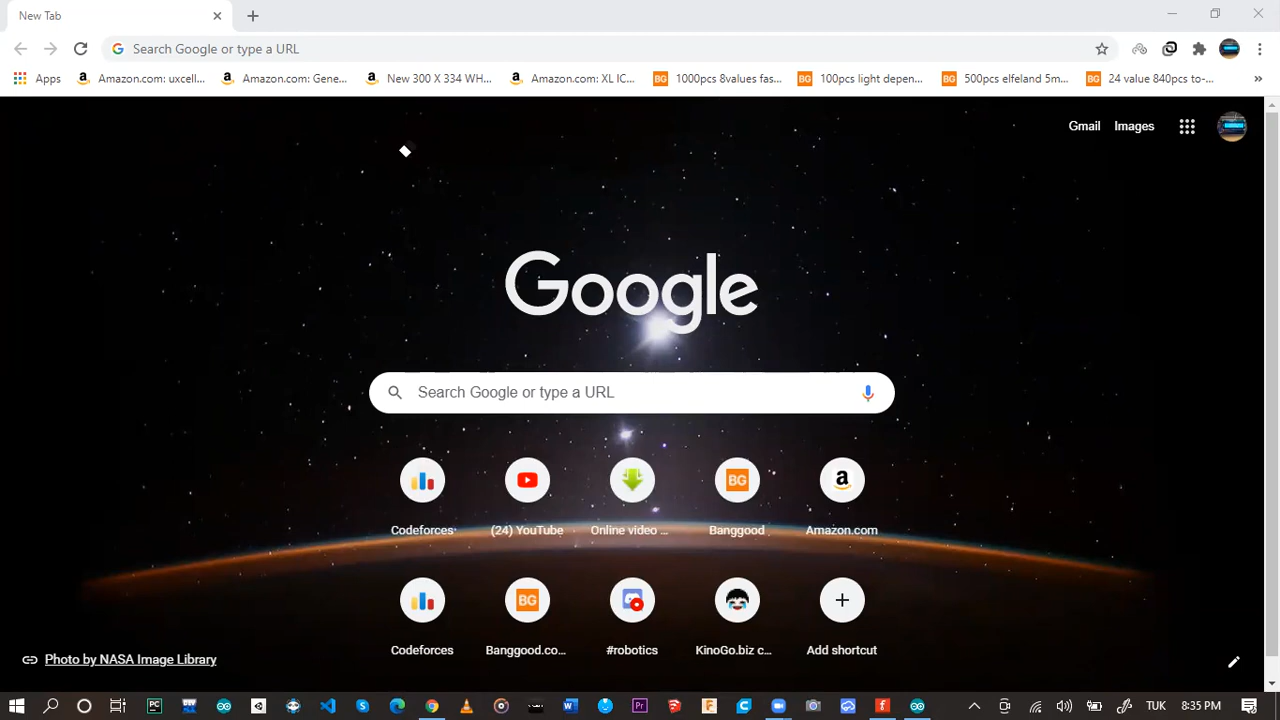 New Tab
Search Google or type a URL
Apps Amazon.com: uxcell... Amazon.com: Gene... New 300 X 334 WH... Amazon.com: XL IC... 1000pcs 8values fas... 100pcs light depen... 500pcs elfeland 5m... 24 value 840pcs to-... »
Gmail Images
Google
Search Google or type a URL
Codeforces (24) YouTube Online video ... Banggood Amazon.com
Codeforces Banggood.co... #robotics KinoGo.biz c... Add shortcut
Photo by NASA Image Library
TUK 8:35 PM